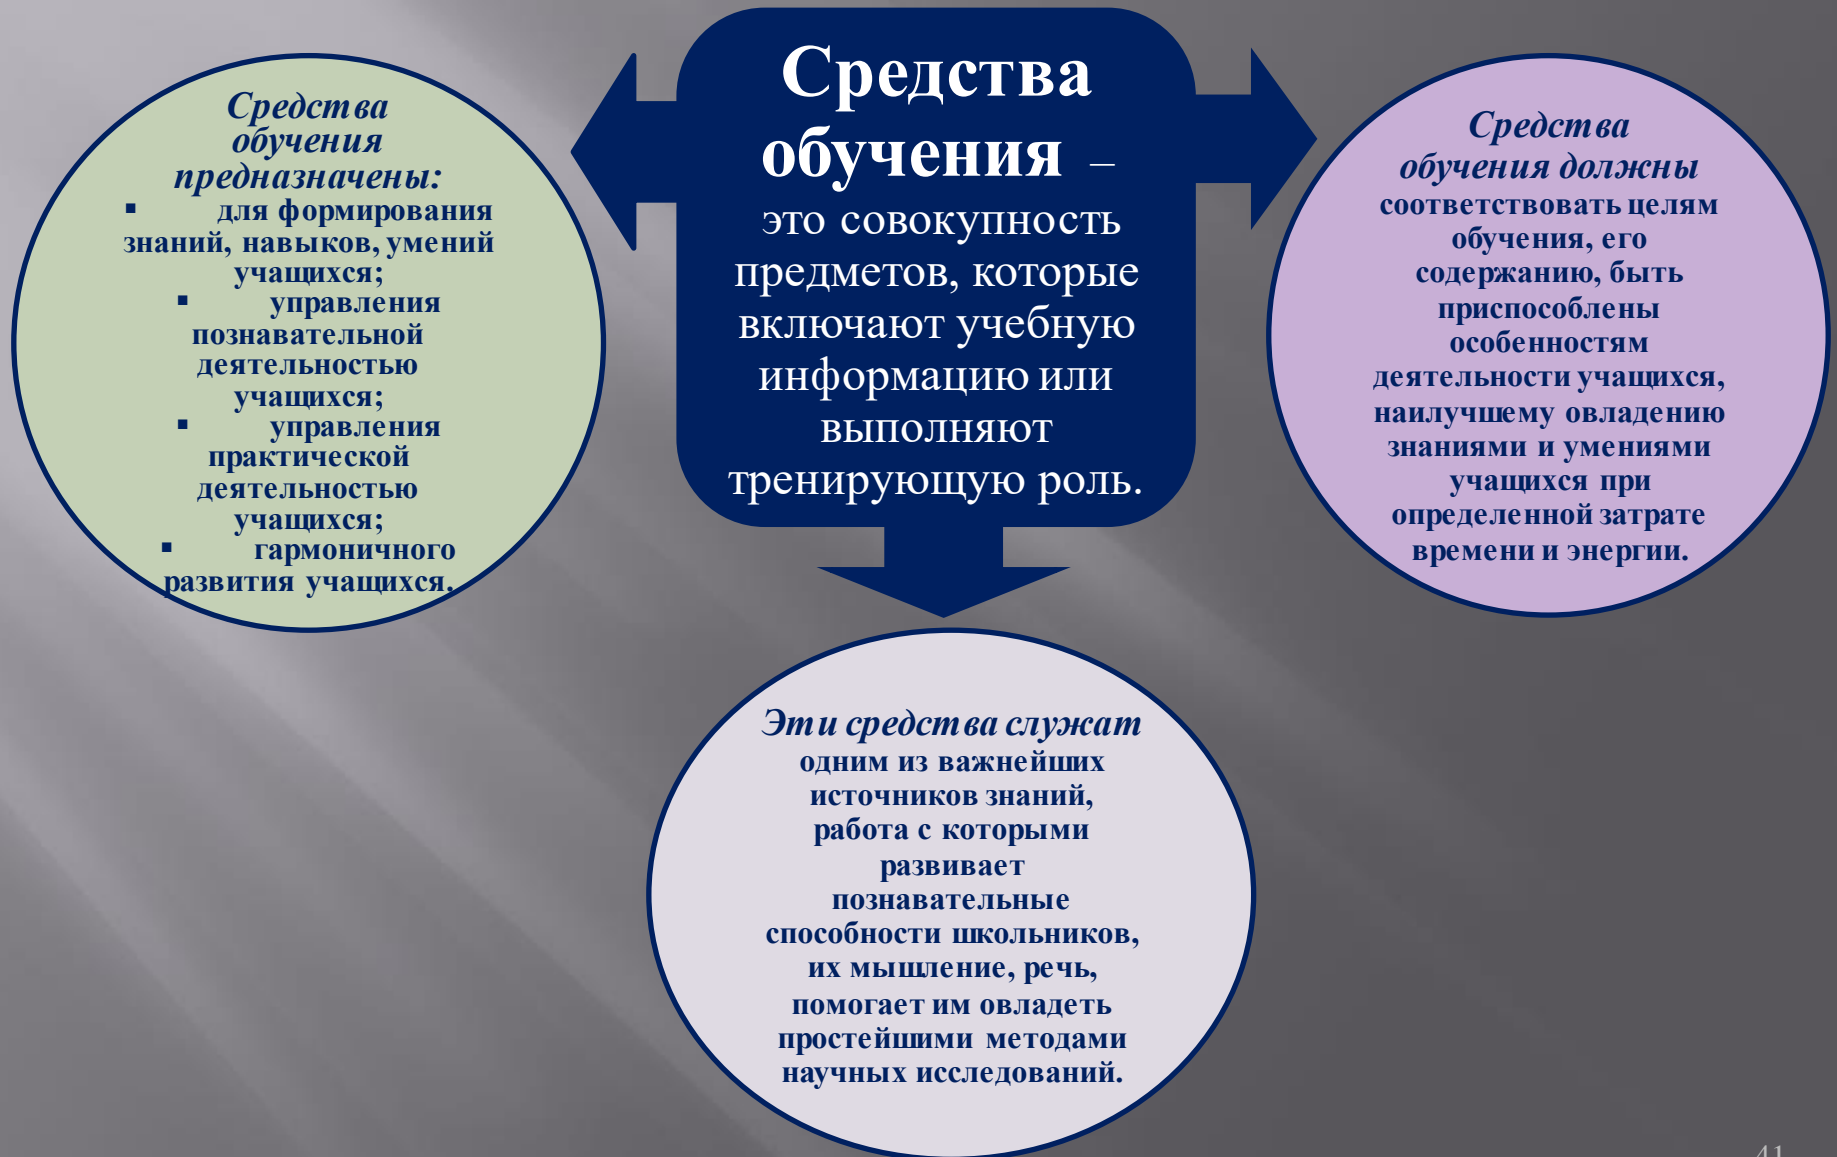 Средства
обучения –
это совокупность
предметов, которые
включают учебную
информацию или
выполняют
тренирующую роль.
Средства
обучения
предназначены:
▪ для формирования
знаний, навыков, умений
учащихся;
▪ управления
познавательной
деятельностью
учащихся;
▪ управления
практической
деятельностью
учащихся;
▪ гармоничного
развития учащихся.
Средства
обучения должны
соответствовать целям
обучения, его
содержанию, быть
приспособлены
особенностям
деятельности учащихся,
наилучшему овладению
знаниями и умениями
учащихся при
определенной затрате
времени и энергии.
Эти средства служат
одним из важнейших
источников знаний,
работа с которыми
развивает
познавательные
способности школьников,
их мышление, речь,
помогает им овладеть
простейшими методами
научных исследований.
41